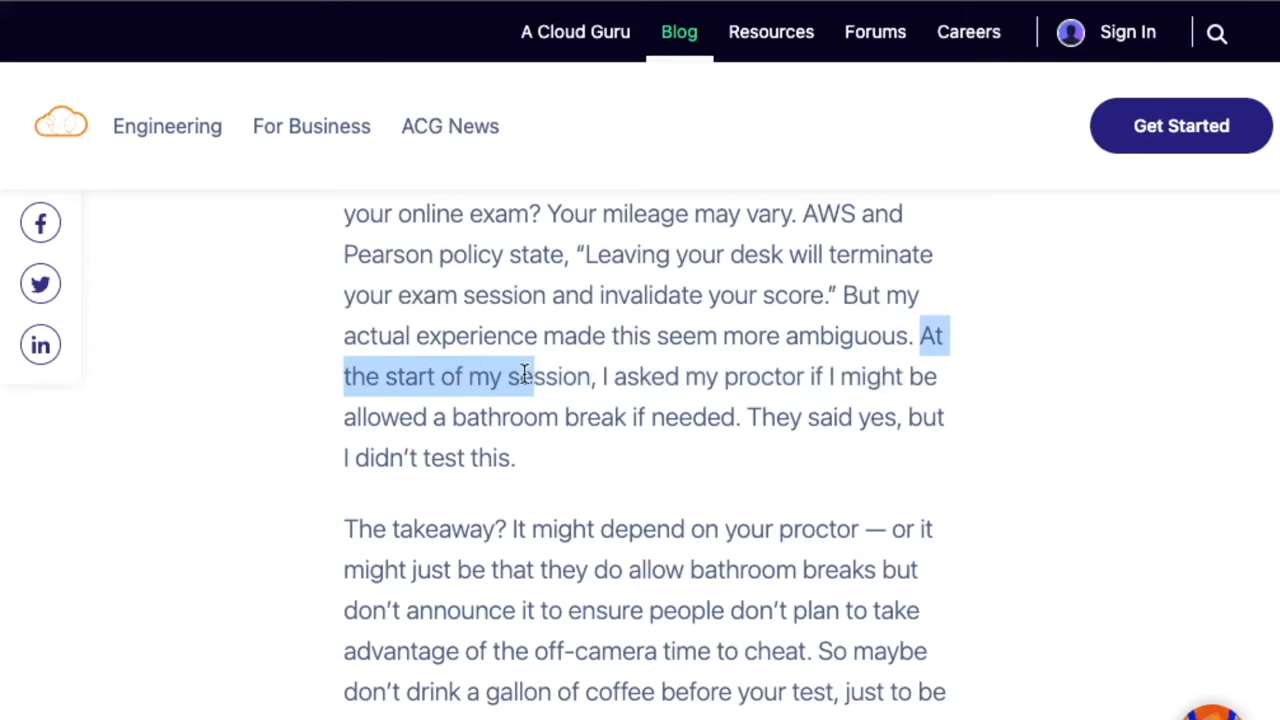 A Cloud Guru Blog Resources Forums Careers Sign In
Engineering For Business ACG News Get Started
your online exam? Your mileage may vary. AWS and
Pearson policy state, “Leaving your desk will terminate
your exam session and invalidate your score.” But my
actual experience made this seem more ambiguous. At
the start of my session, I asked my proctor if I might be
allowed a bathroom break if needed. They said yes, but
I didn’t test this.
The takeaway? It might depend on your proctor — or it
might just be that they do allow bathroom breaks but
don’t announce it to ensure people don’t plan to take
advantage of the off-camera time to cheat. So maybe
don’t drink a gallon of coffee before your test, just to be